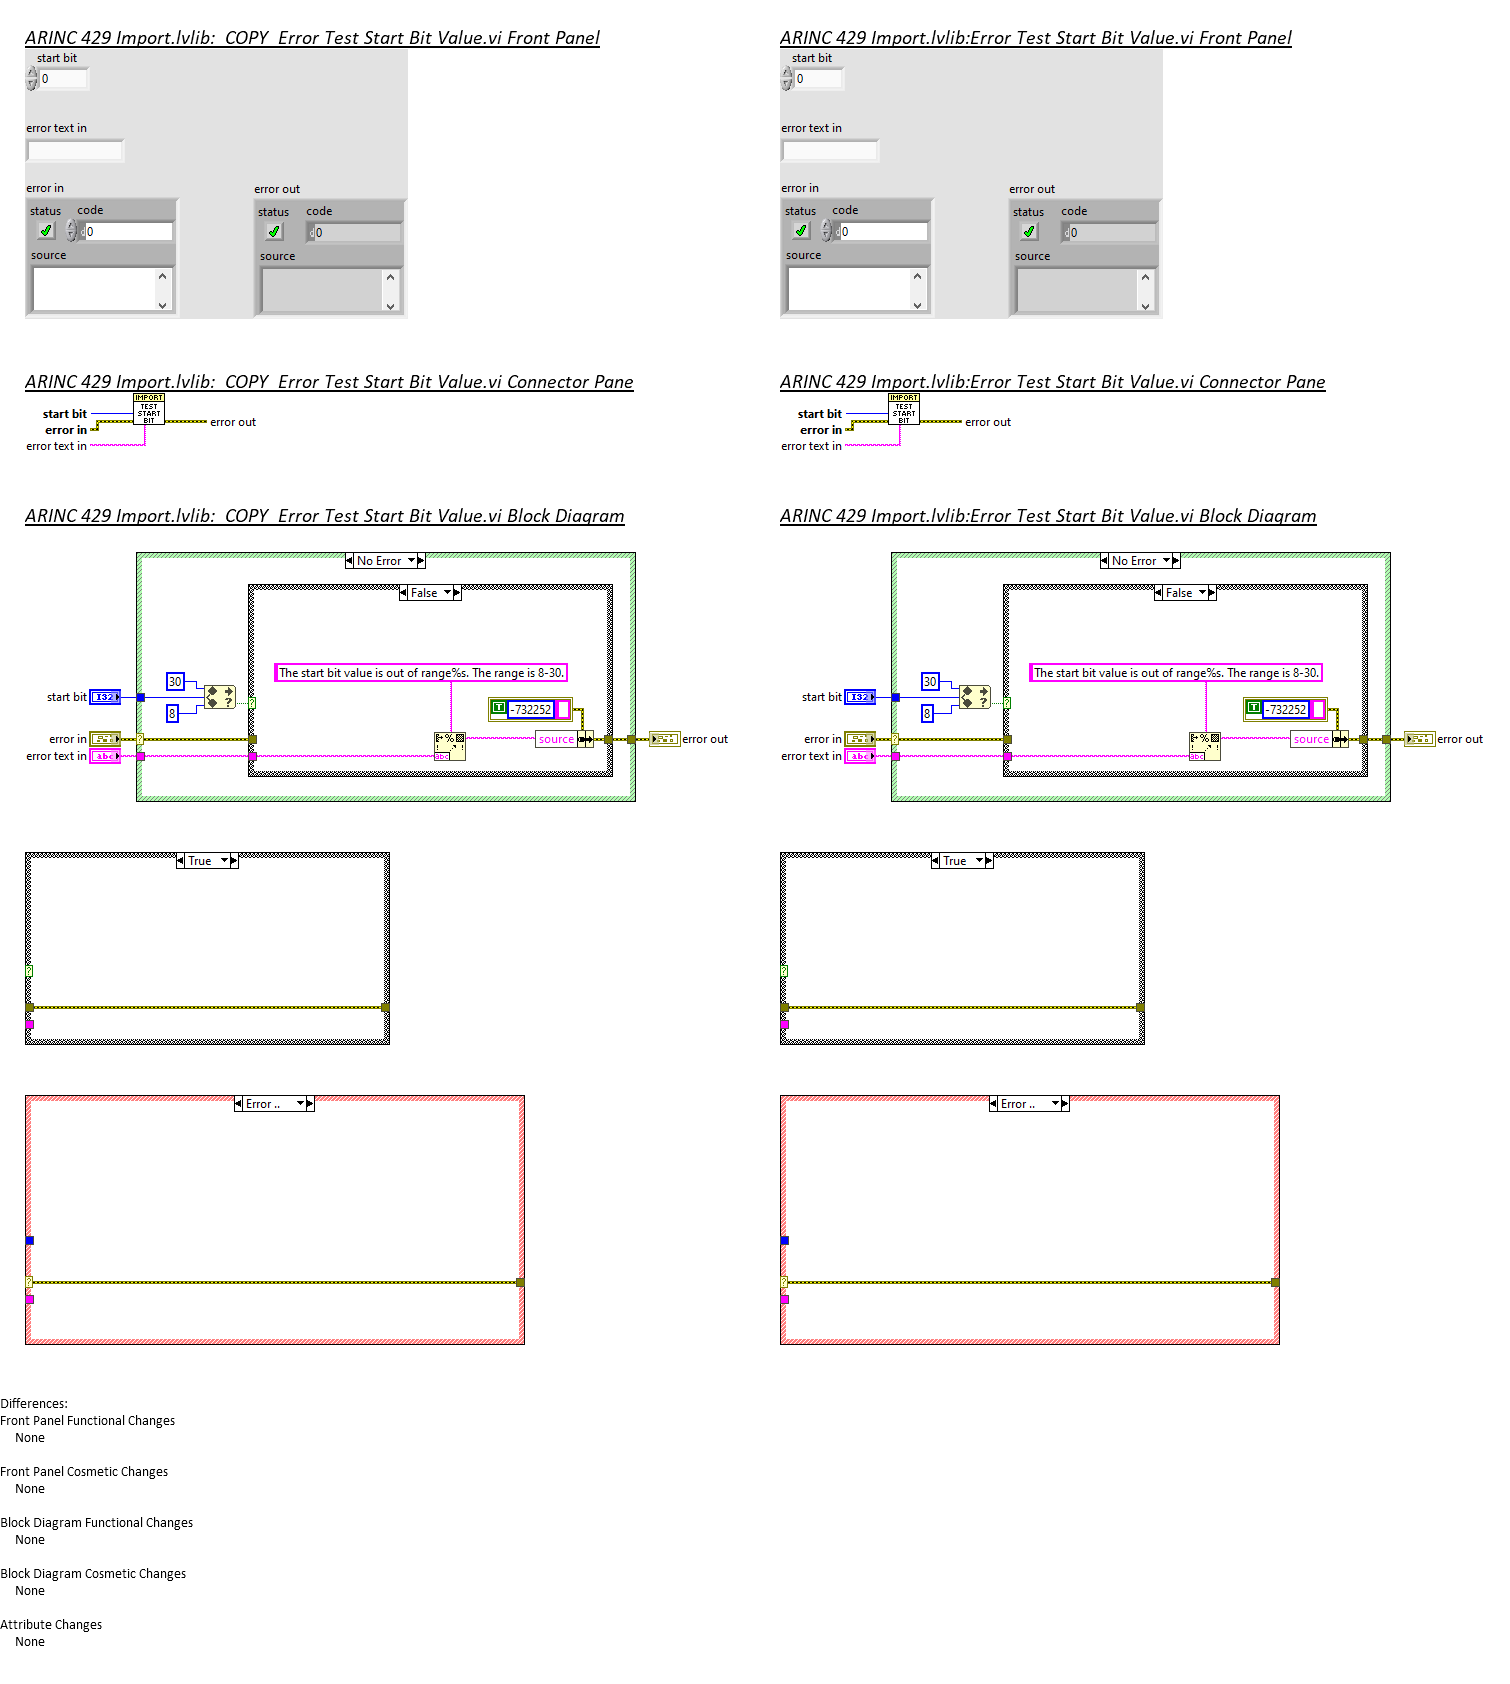 ARINC 429 Import.lvlib:  COPY  Error Test Start Bit Value.vi Front Panel
start bit
0
error text in
error in
error out
status
code
0
source
status
code
0
source
ARINC 429 Import.lvlib:Error Test Start Bit Value.vi Front Panel
start bit
0
error text in
error in
error out
status
code
0
source
status
code
0
source
ARINC 429 Import.lvlib:  COPY  Error Test Start Bit Value.vi Connector Pane
IMPORT
TEST
START
BIT
start bit
error in
error text in
error out
ARINC 429 Import.lvlib:Error Test Start Bit Value.vi Connector Pane
IMPORT
TEST
START
BIT
start bit
error in
error text in
error out
ARINC 429 Import.lvlib:  COPY  Error Test Start Bit Value.vi Block Diagram
No Error
False
The start bit value is out of range%s. The range is 8-30.
30
start bit
I32
8
?
T
-732252
error in
?
source
error out
error text in
abc
%
abc
ARINC 429 Import.lvlib:Error Test Start Bit Value.vi Block Diagram
No Error
False
The start bit value is out of range%s. The range is 8-30.
30
start bit
I32
8
?
T
-732252
error in
?
source
error out
error text in
abc
%
abc
True
?
True
?
Error ..
?
Error ..
?
Differences:
Front Panel Functional Changes
None
Front Panel Cosmetic Changes
None
Block Diagram Functional Changes
None
Block Diagram Cosmetic Changes
None
Attribute Changes
None